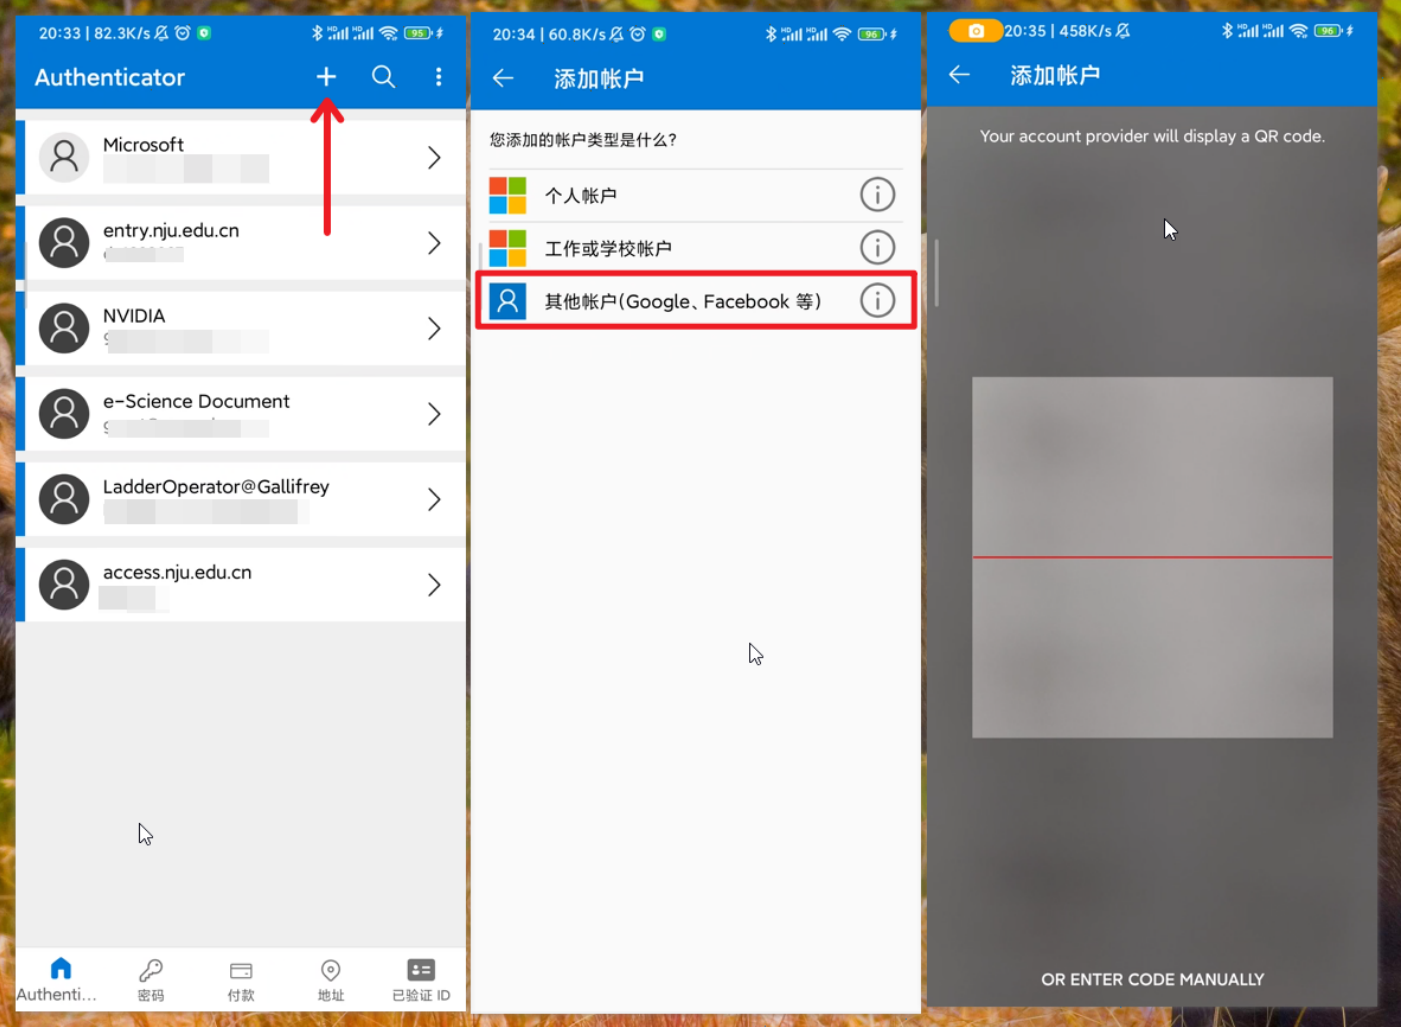 20:33 | 82.3K/s
95
Authenticator
Microsoft
entry.nju.edu.cn
NVIDIA
e-Science Document
LadderOperator@Gallifrey
access.nju.edu.cn
Authenti...
密码
付款
地址
已验证 ID
20:34 | 60.8K/s
96
添加帐户
您添加的帐户类型是什么?
个人帐户
工作或学校帐户
其他帐户(Google、Facebook 等)
20:35 | 458K/s
96
添加帐户
Your account provider will display a QR code.
OR ENTER CODE MANUALLY